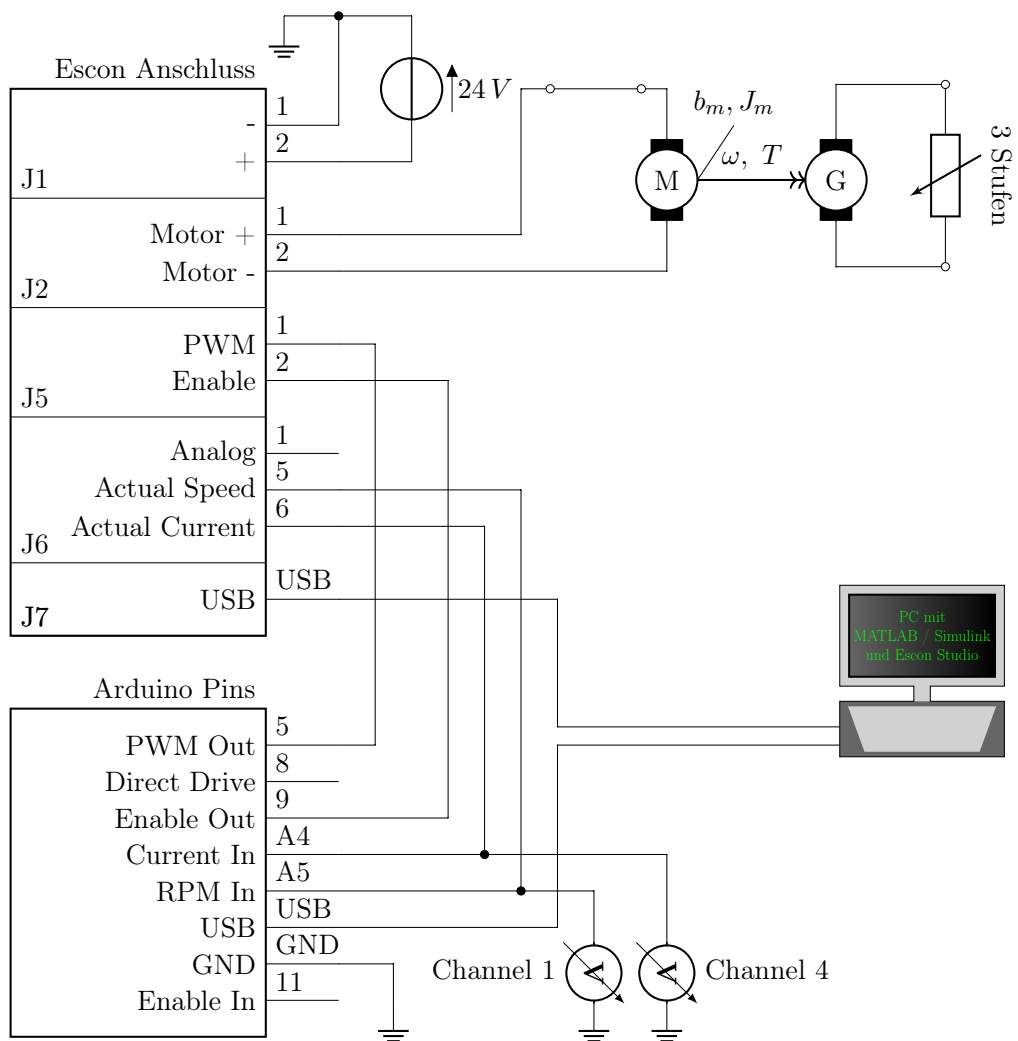 Escon Anschluss
1
-
2
+
24 V
J1
1
Motor +
2
Motor -
J2
b_m, J_m
ω, T
M
G
3 Stufen
1
PWM
2
Enable
J5
1
Analog
5
Actual Speed
6
Actual Current
J6
USB
USB
J7
PC mit
MATLAB / Simulink
und Escon Studio
Arduino Pins
5
PWM Out
8
Direct Drive
9
Enable Out
A4
Current In
A5
RPM In
USB
USB
GND
GND
11
Enable In
Channel 1
V
V
Channel 4